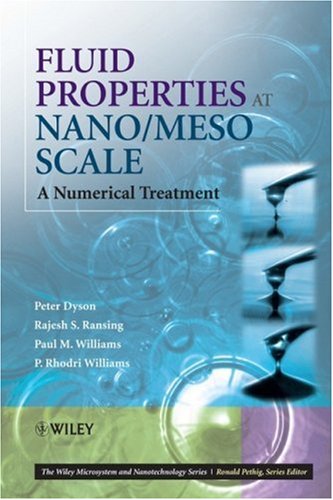 FLUID
PROPERTIES AT
NANO/MESO
SCALE
A Numerical Treatment
Peter Dyson
Rajesh S. Ransing
Paul M. Williams
P. Rhodri Williams
WILEY
The Wiley Microsystem and Nanotechnology Series | Ronald Pethig, Series Editor